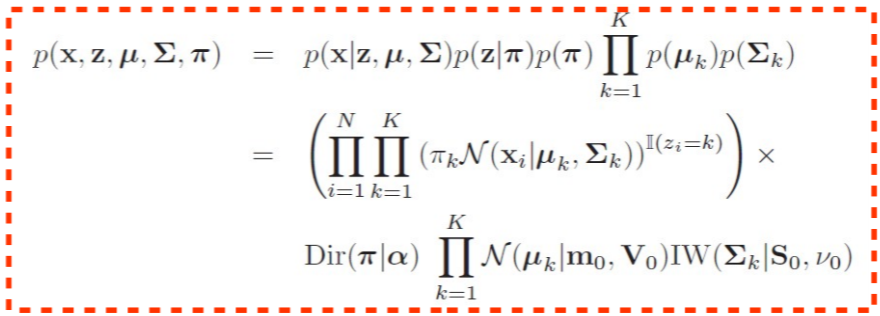 p(x, z, μ, Σ, π) = p(x|z, μ, Σ)p(z|π)p(π) ∏_{k=1}^{K} p(μ_k)p(Σ_k)
= ( ∏_{i=1}^{N} ∏_{k=1}^{K} (π_k 𝒩(x_i|μ_k, Σ_k))^{𝕀(z_i=k)} ) ×
Dir(π|α) ∏_{k=1}^{K} 𝒩(μ_k|m_0, V_0)IW(Σ_k|S_0, ν_0)